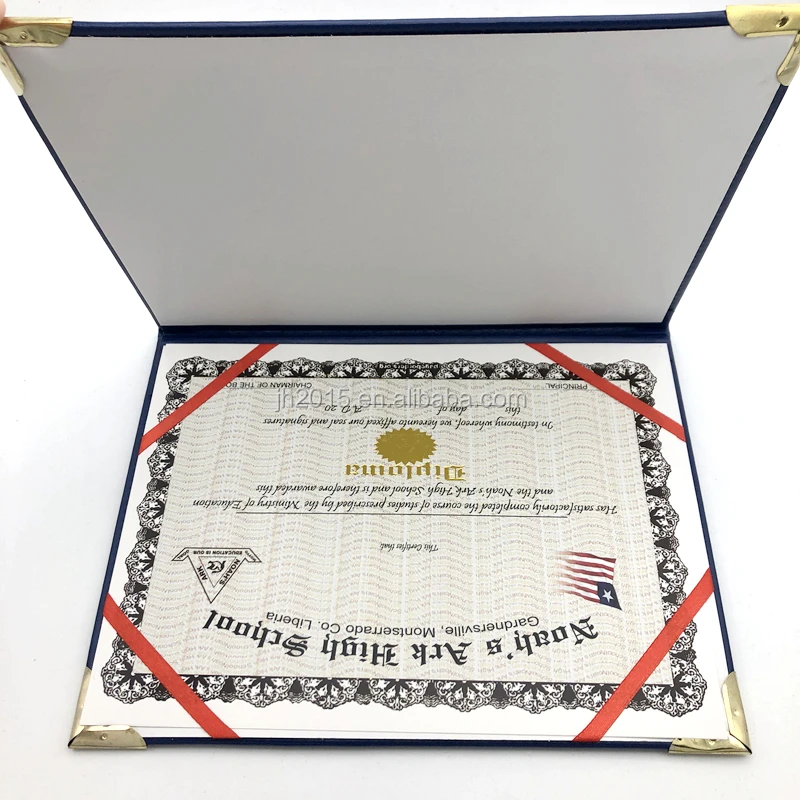 Noah's Ark High School
Gardnersville, Montserrado Co. Liberia
NOAH'S
ARK
EDUCATION IS OUR
This Certifies that:
Has satisfactorily completed the course of studies prescribed by the Ministry of Education
and the Noah's Ark High School and is therefore awarded this
Diploma
In testimony whereof, we hereunto affixed our seal and signatures
this day of A.D. 20
PRINCIPAL CHAIRMAN OF THE BO
jh2015.en.alibaba.com